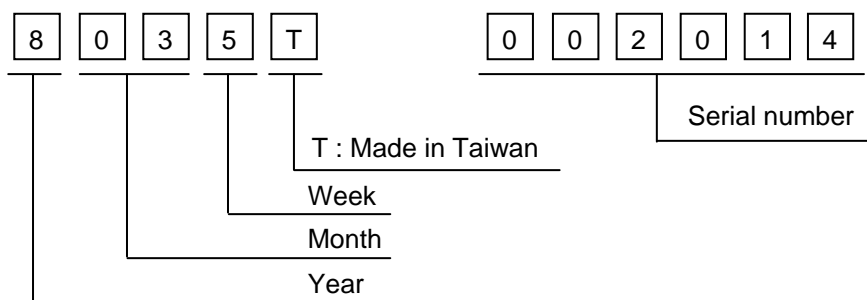 8 0 3 5 T 0 0 2 0 1 4
Serial number
T : Made in Taiwan
Week
Month
Year